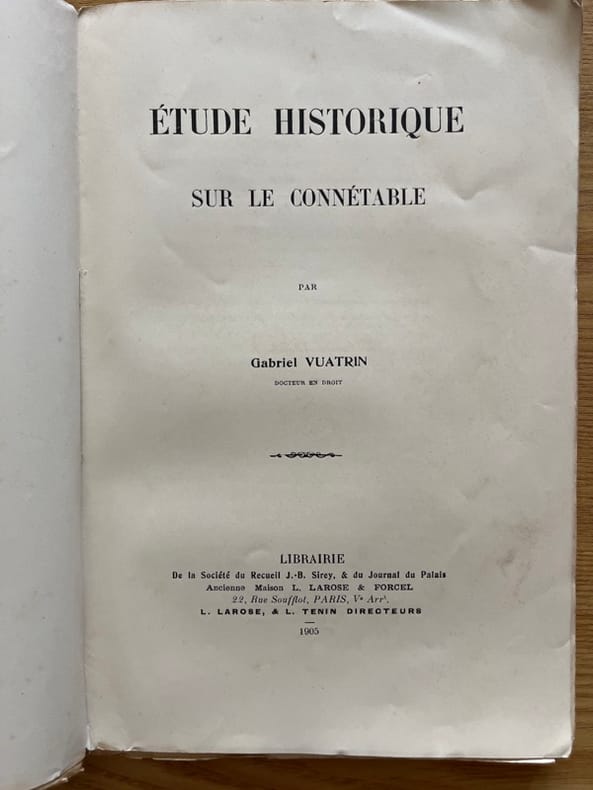 ÉTUDE HISTORIQUE
SUR LE CONNÉTABLE
PAR
Gabriel VUATRIN
DOCTEUR EN DROIT
LIBRAIRIE
De la Société du Recueil J.-B. Sirey, & du Journal du Palais
Ancienne Maison L. LAROSE & FORCEL
22, Rue Soufflot, PARIS, Ve Arrt.
L. LAROSE, & L. TENIN DIRECTEURS
1905